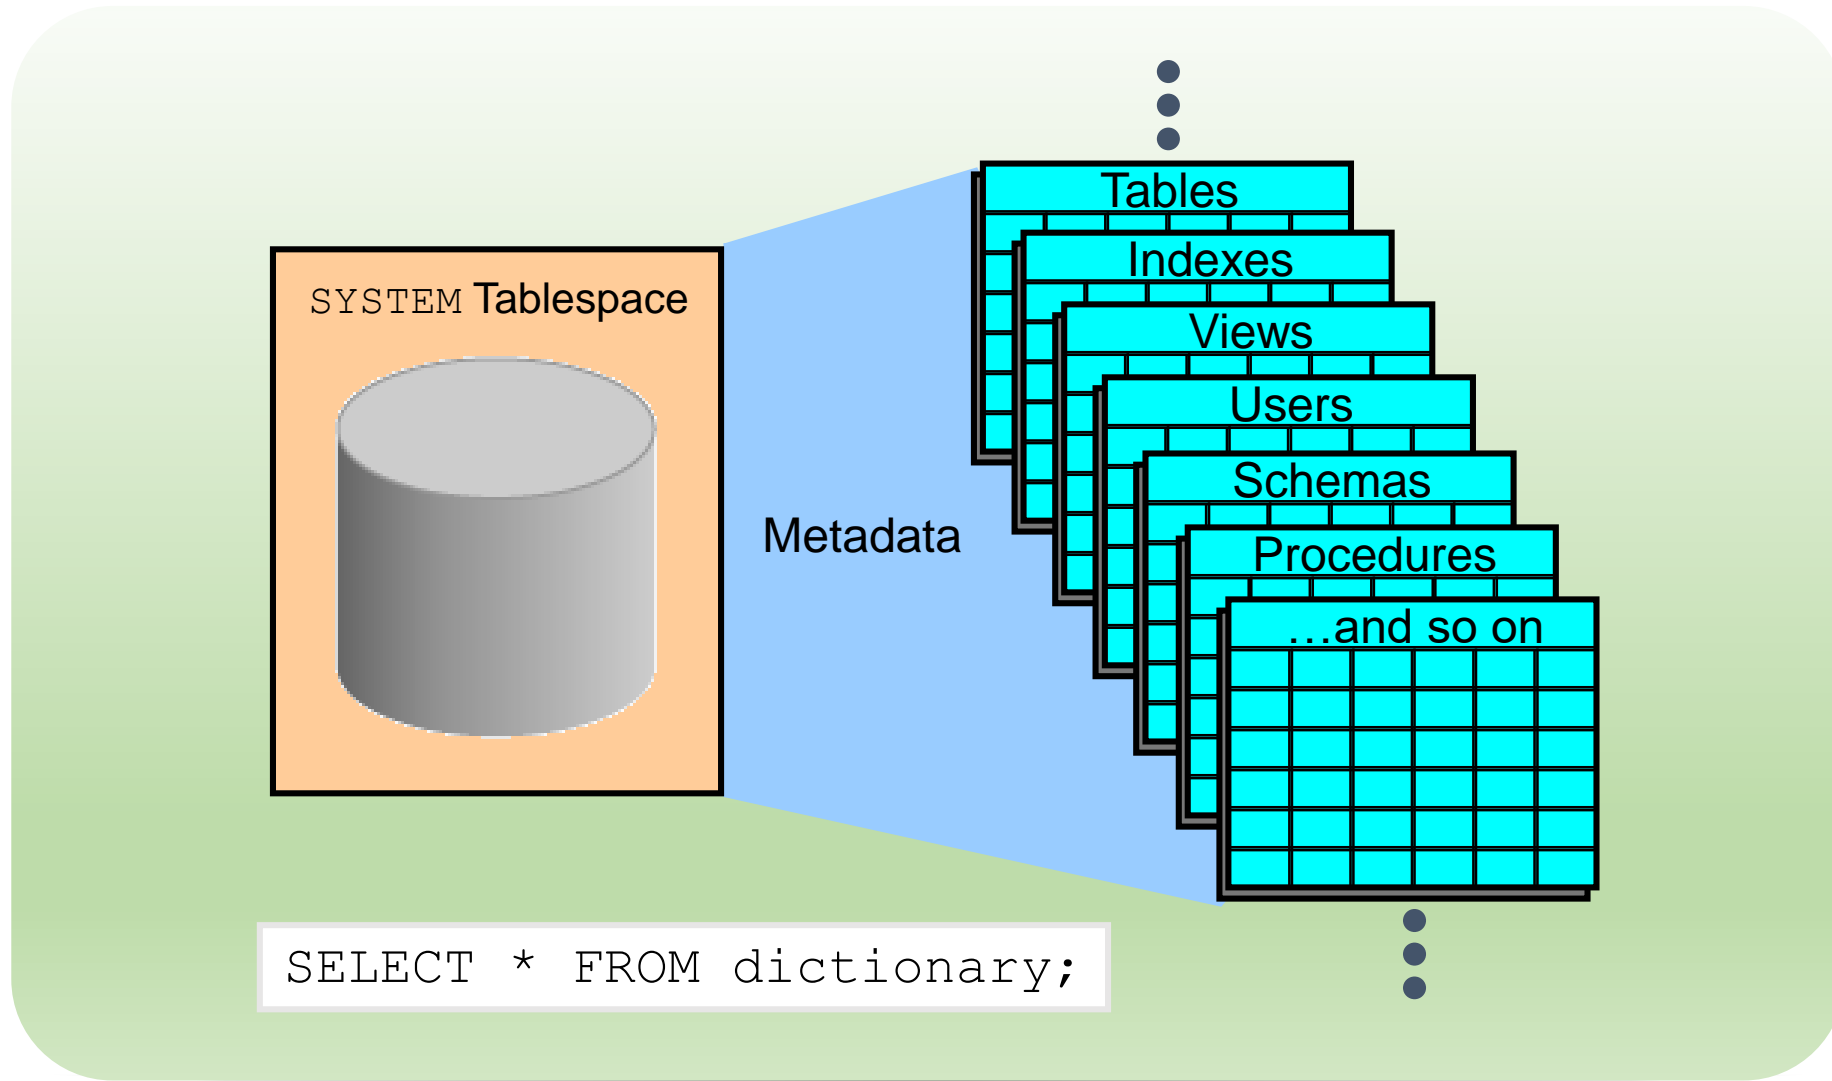 SYSTEM Tablespace
Metadata
Tables
Indexes
Views
Users
Schemas
Procedures
…and so on
SELECT * FROM dictionary;